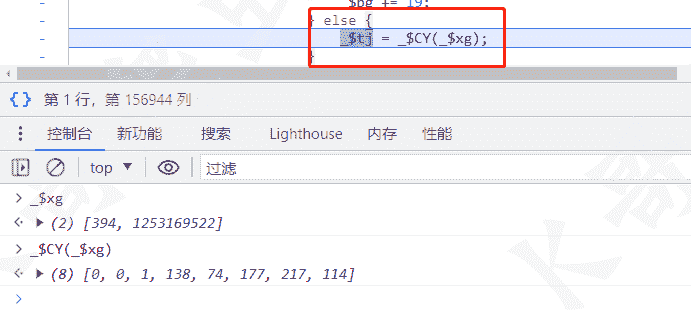 $bg += 19;
} else {
_$tj = _$CY(_$xg);
}
{} 第 1 行，第 156944 列
控制台 新功能 搜索 Lighthouse 内存 性能
top ▼ 过滤
> _$xg
(2) [394, 1253169522]
> _$CY(_$xg)
(8) [0, 0, 1, 138, 74, 177, 217, 114]
>